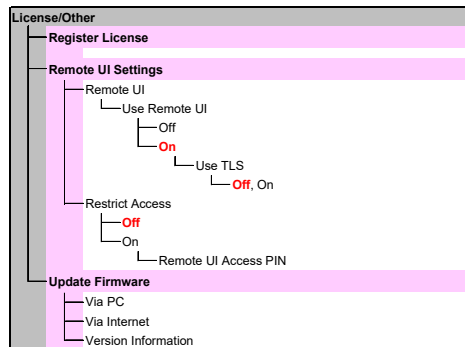 License/Other
Register License
Remote UI Settings
Remote UI
Use Remote UI
Off
On
Use TLS
Off, On
Restrict Access
Off
On
Remote UI Access PIN
Update Firmware
Via PC
Via Internet
Version Information